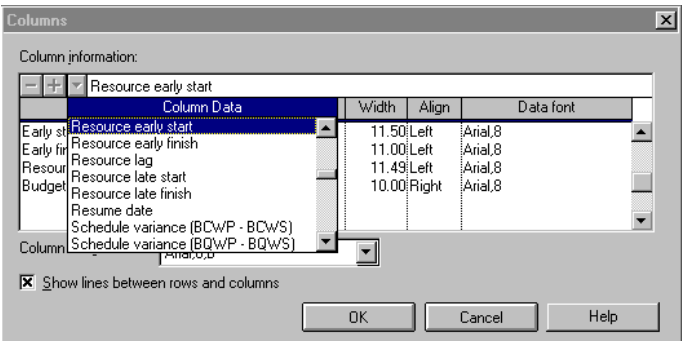 Columns
Column information:
Resource early start
Column Data Width Align Data font
Early st Resource early start 11.50 Left Arial,8
Early fin Resource early finish 11.00 Left Arial,8
Resour Resource lag 11.49 Left Arial,8
Budget Resource late start 10.00 Right Arial,8
Resource late finish
Resume date
Schedule variance (BCWP - BCWS)
Schedule variance (BQWP - BQWS)
Column
Show lines between rows and columns
OK Cancel Help